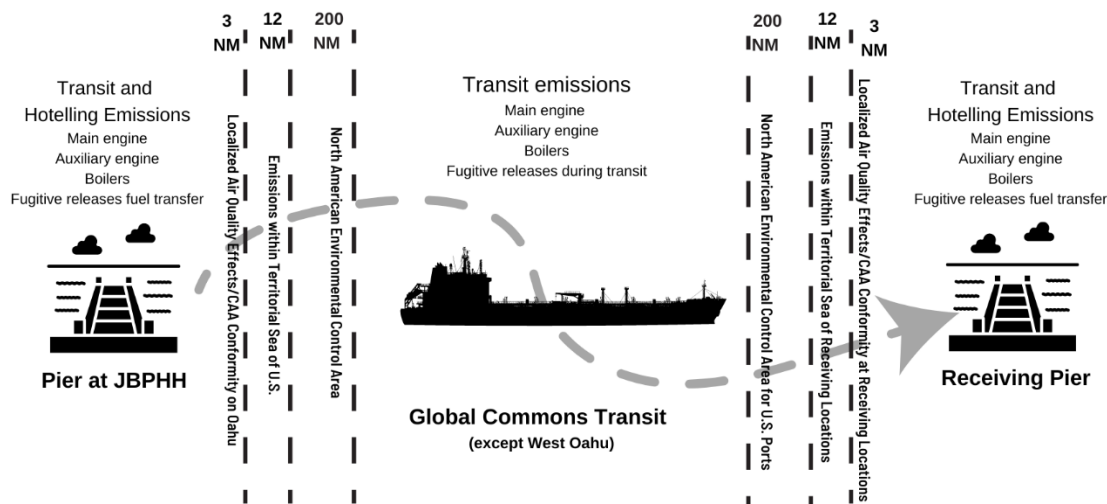 3
NM
12
NM
200
NM
200
NM
12
NM
3
NM
Transit and
Hotelling Emissions
Main engine
Auxiliary engine
Boilers
Fugitive releases fuel transfer
Pier at JBPHH
Localized Air Quality Effects/CAA Conformity on Oahu
Emissions within Territorial Sea of U.S.
North American Environmental Control Area
Transit emissions
Main engine
Auxiliary engine
Boilers
Fugitive releases during transit
Global Commons Transit
(except West Oahu)
North American Environmental Control Area for U.S. Ports
Emissions within Territorial Sea of Receiving Locations
Localized Air Quality Effects/CAA Conformity at Receiving Locations
Transit and
Hotelling Emissions
Main engine
Auxiliary engine
Boilers
Fugitive releases fuel transfer
Receiving Pier